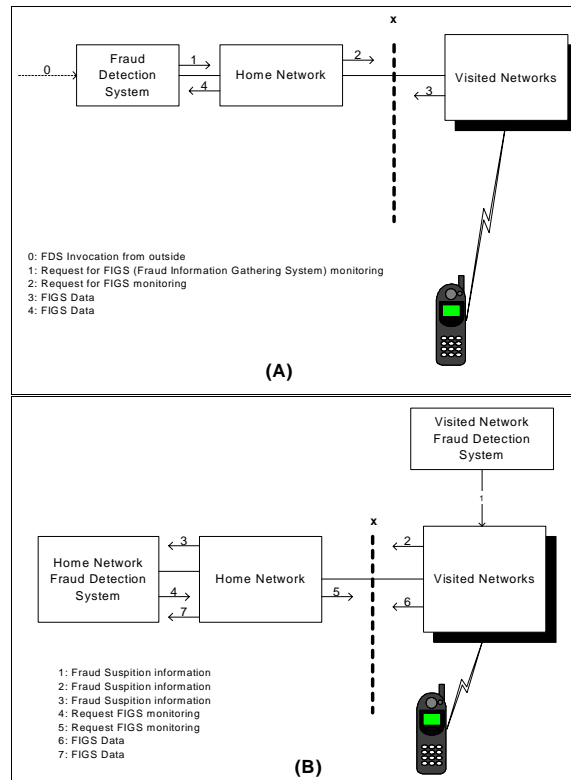 x
Fraud
Detection
System
0
1
4
Home Network
2
3
Visited Networks
0: FDS Invocation from outside
1: Request for FIGS (Fraud Information Gathering System) monitoring
2: Request for FIGS monitoring
3: FIGS Data
4: FIGS Data
(A)
Visited Network
Fraud Detection
System
1
x
Home Network
Fraud Detection
System
3
4
7
Home Network
5
2
6
Visited Networks
1: Fraud Suspition information
2: Fraud Suspition information
3: Fraud Suspition information
4: Request FIGS monitoring
5: Request FIGS monitoring
6: FIGS Data
7: FIGS Data
(B)